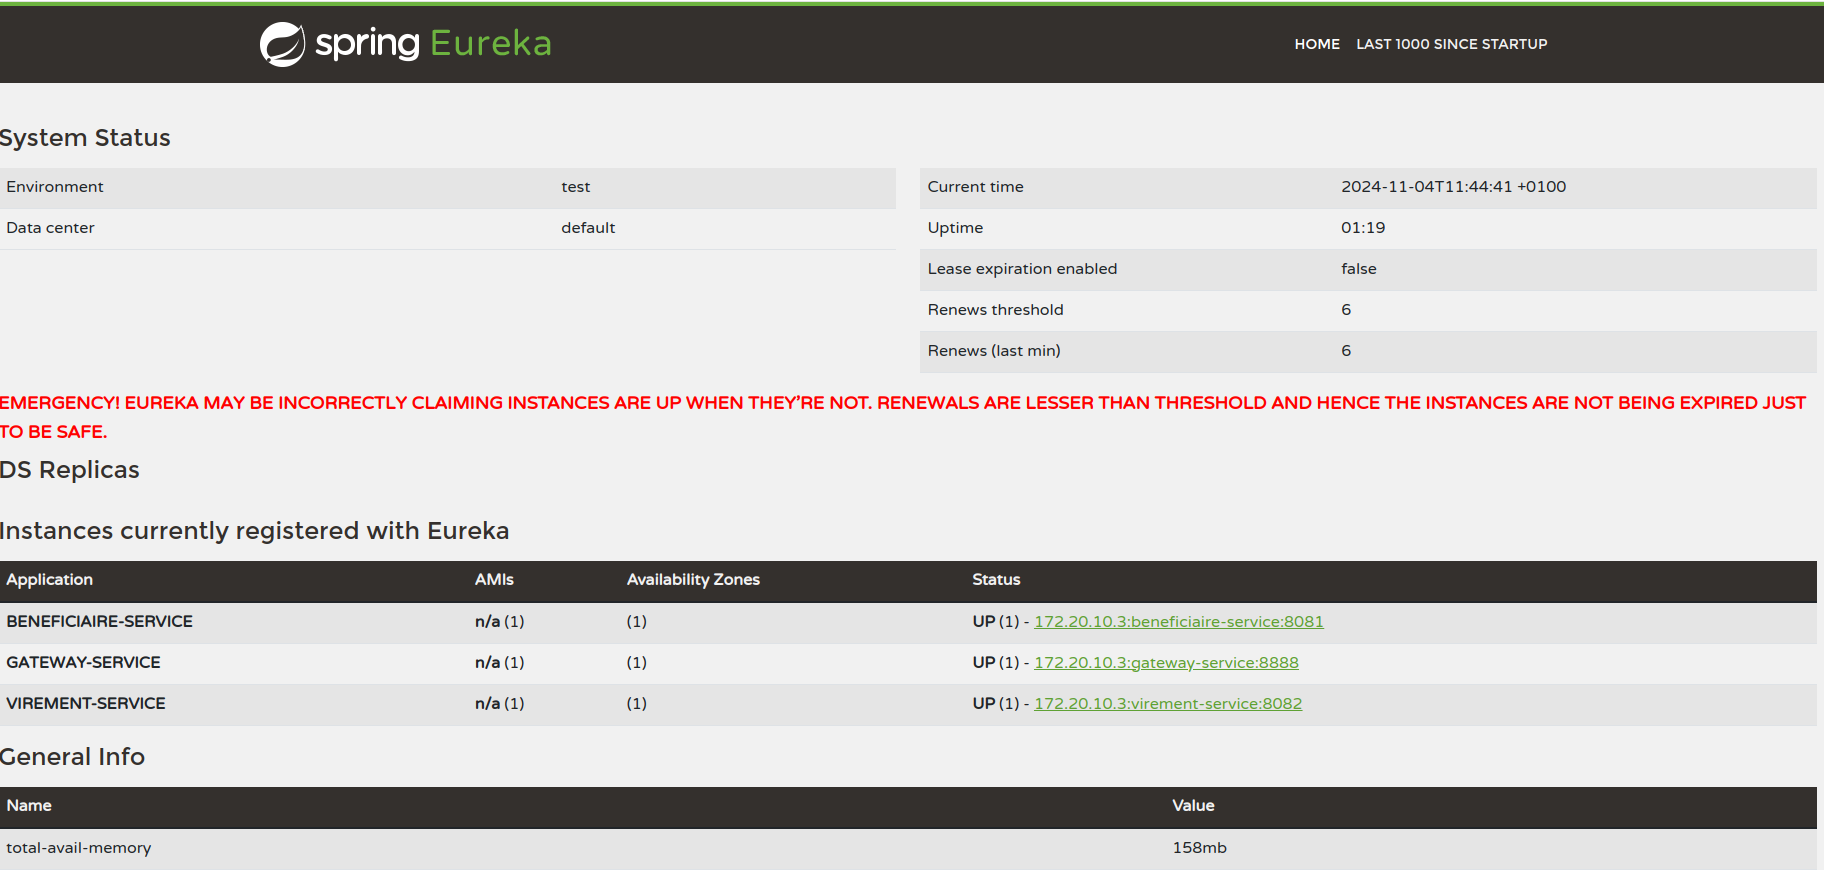 spring Eureka
HOME LAST 1000 SINCE STARTUP
System Status
Environment test
Data center default
Current time 2024-11-04T11:44:41 +0100
Uptime 01:19
Lease expiration enabled false
Renews threshold 6
Renews (last min) 6
EMERGENCY! EUREKA MAY BE INCORRECTLY CLAIMING INSTANCES ARE UP WHEN THEY'RE NOT. RENEWALS ARE LESSER THAN THRESHOLD AND HENCE THE INSTANCES ARE NOT BEING EXPIRED JUST
TO BE SAFE.
DS Replicas
Instances currently registered with Eureka
Application AMIs Availability Zones Status
BENEFICIAIRE-SERVICE n/a (1) (1) UP (1) - 172.20.10.3:beneficiaire-service:8081
GATEWAY-SERVICE n/a (1) (1) UP (1) - 172.20.10.3:gateway-service:8888
VIREMENT-SERVICE n/a (1) (1) UP (1) - 172.20.10.3:virement-service:8082
General Info
Name Value
total-avail-memory 158mb